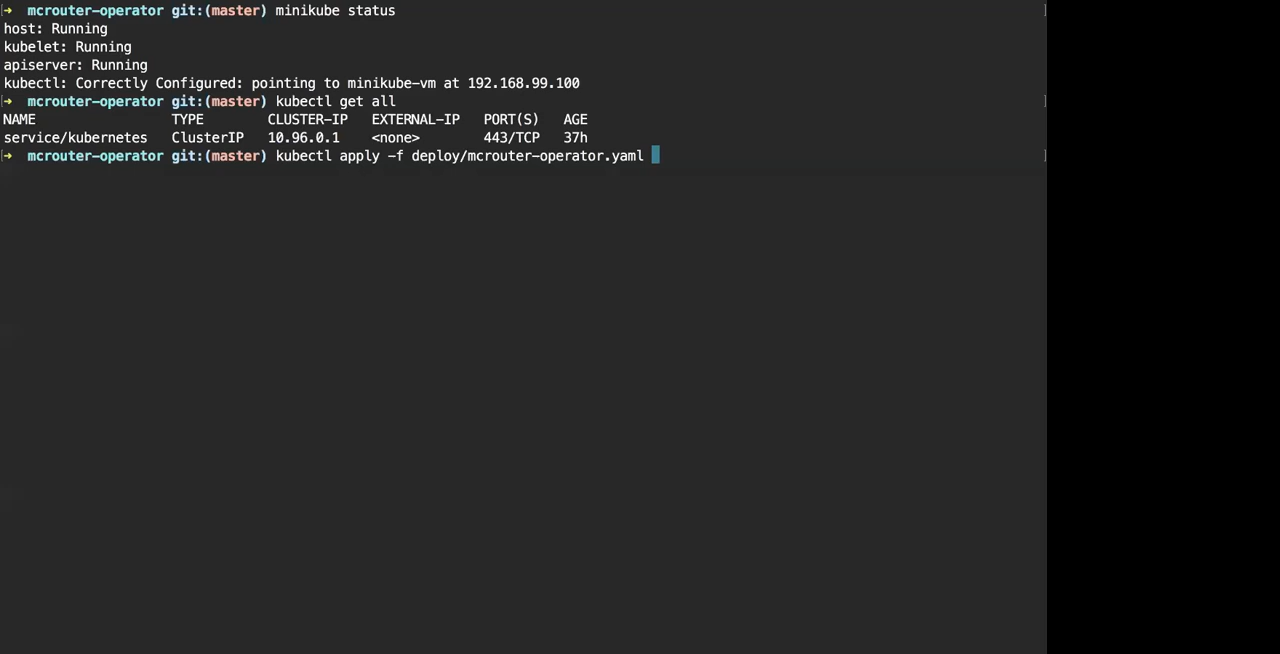 [➜  mcrouter-operator git:(master) minikube status ]
host: Running
kubelet: Running
apiserver: Running
kubectl: Correctly Configured: pointing to minikube-vm at 192.168.99.100
[➜  mcrouter-operator git:(master) kubectl get all ]
NAME                 TYPE        CLUSTER-IP   EXTERNAL-IP   PORT(S)   AGE
service/kubernetes   ClusterIP   10.96.0.1    <none>        443/TCP   37h
[➜  mcrouter-operator git:(master) kubectl apply -f deploy/mcrouter-operator.yaml ]